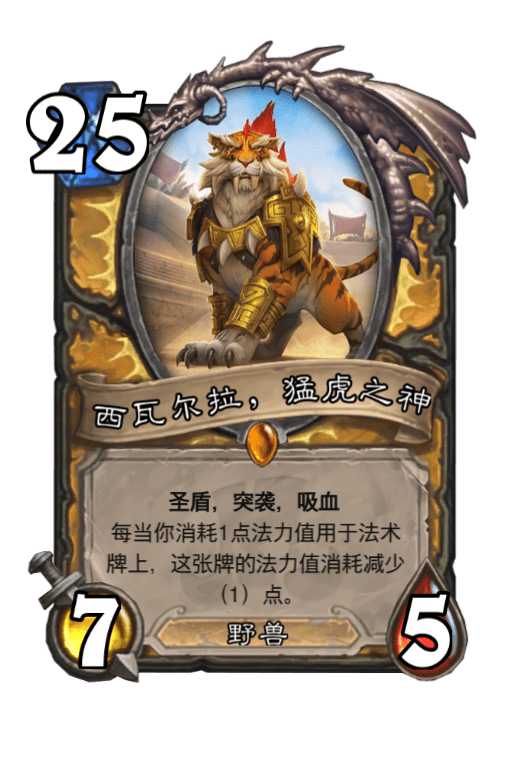 25
西瓦尔拉，猛虎之神
圣盾，突袭，吸血
每当你消耗1点法力值用于法术
牌上，这张牌的法力值消耗减少
（1）点。
7
野兽
5